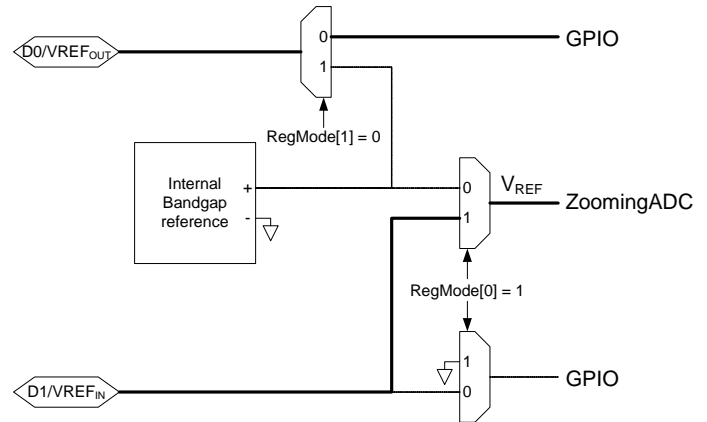 D0/VREFOUT
0
1
GPIO
RegMode[1] = 0
Internal
Bandgap
reference
+
-
0
1
VREF
ZoomingADC
RegMode[0] = 1
D1/VREFIN
1
0
GPIO